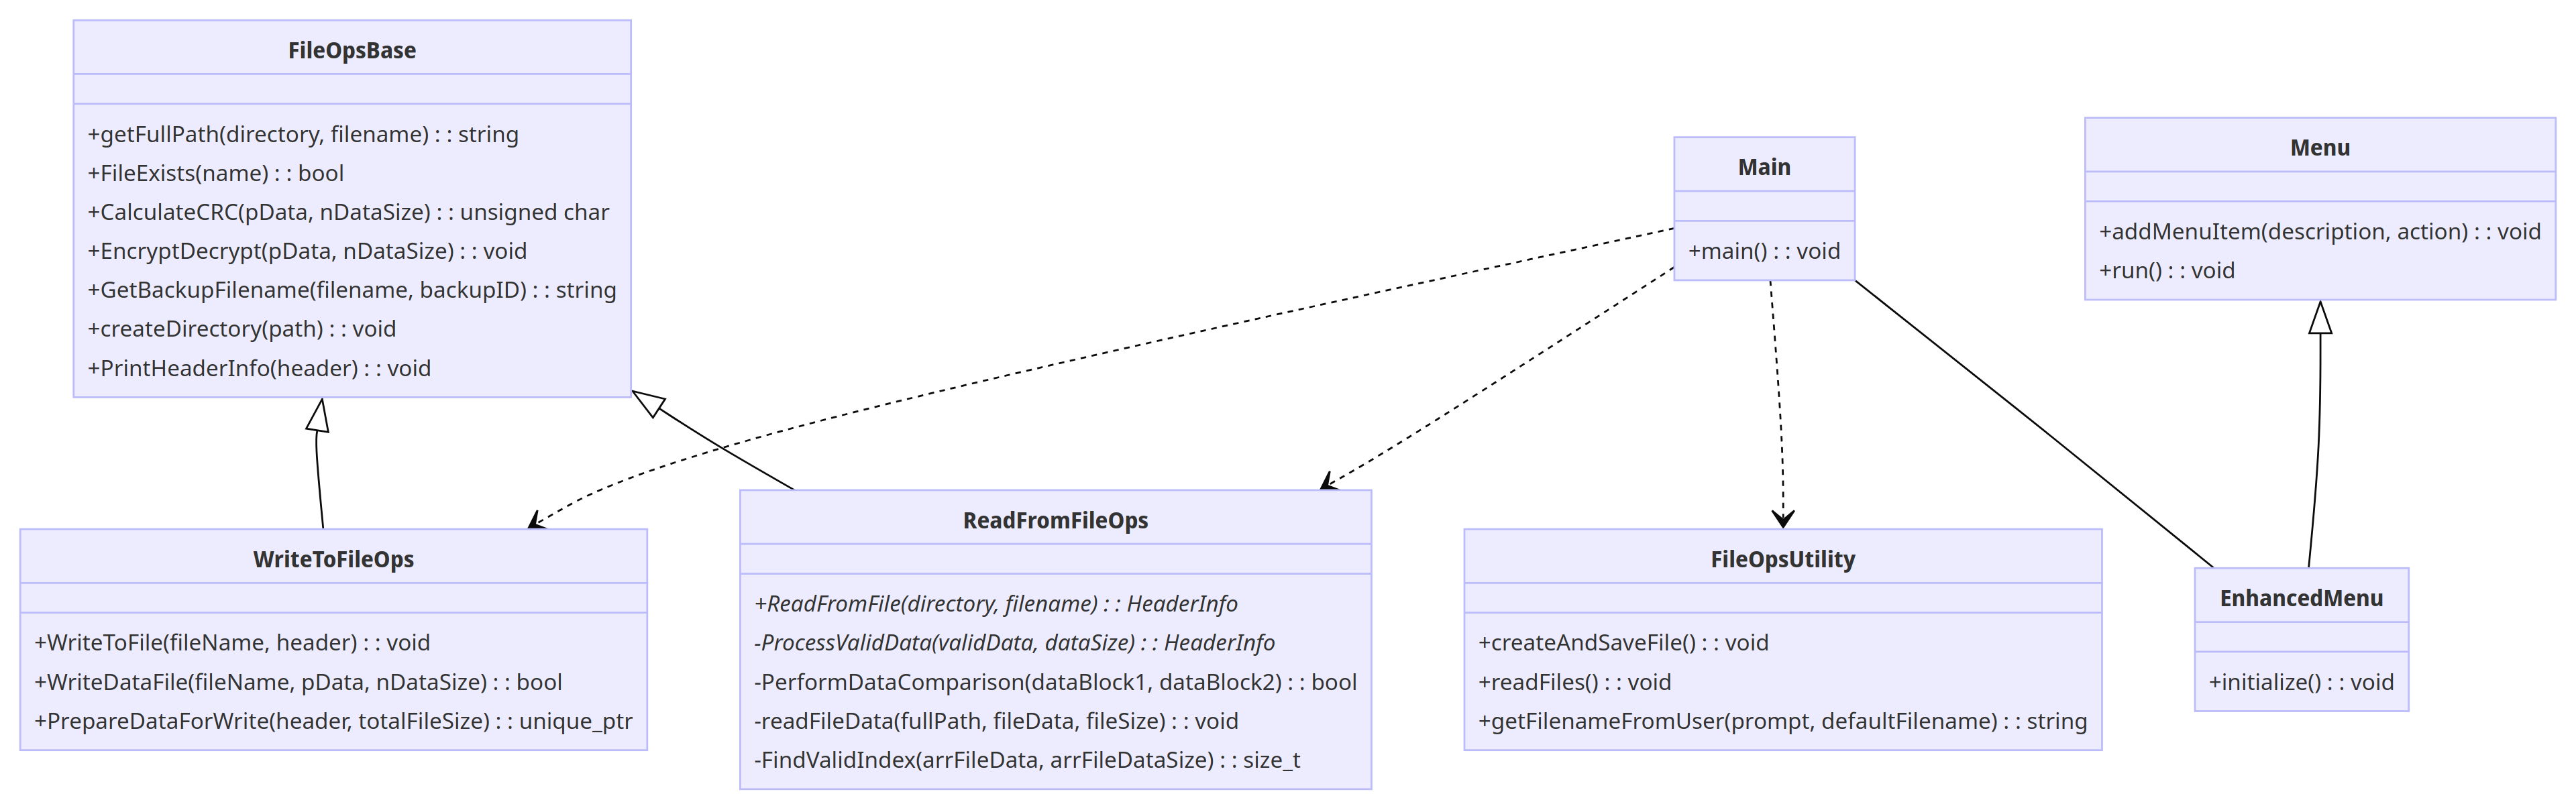 FileOpsBase
+getFullPath(directory, filename) : : string
+FileExists(name) : : bool
+CalculateCRC(pData, nDataSize) : : unsigned char
+EncryptDecrypt(pData, nDataSize) : : void
+GetBackupFilename(filename, backupID) : : string
+createDirectory(path) : : void
+PrintHeaderInfo(header) : : void
Main
+main() : : void
Menu
+addMenuItem(description, action) : : void
+run() : : void
WriteToFileOps
+WriteToFile(fileName, header) : : void
+WriteDataFile(fileName, pData, nDataSize) : : bool
+PrepareDataForWrite(header, totalFileSize) : : unique_ptr
ReadFromFileOps
+ReadFromFile(directory, filename) : : HeaderInfo
-ProcessValidData(validData, dataSize) : : HeaderInfo
-PerformDataComparison(dataBlock1, dataBlock2) : : bool
-readFileData(fullPath, fileData, fileSize) : : void
-FindValidIndex(arrFileData, arrFileDataSize) : : size_t
FileOpsUtility
+createAndSaveFile() : : void
+readFiles() : : void
+getFilenameFromUser(prompt, defaultFilename) : : string
EnhancedMenu
+initialize() : : void